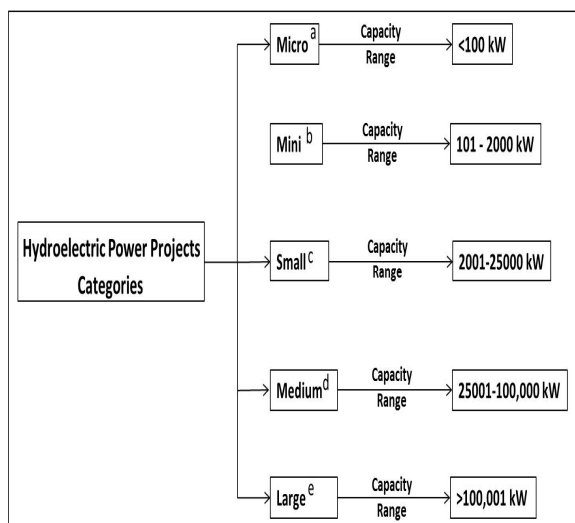 Micro a
Capacity
Range
<100 kW
Mini b
Capacity
Range
101 - 2000 kW
Hydroelectric Power Projects
Categories
Small c
Capacity
Range
2001-25000 kW
Medium d
Capacity
Range
25001-100,000 kW
Large e
Capacity
Range
>100,001 kW